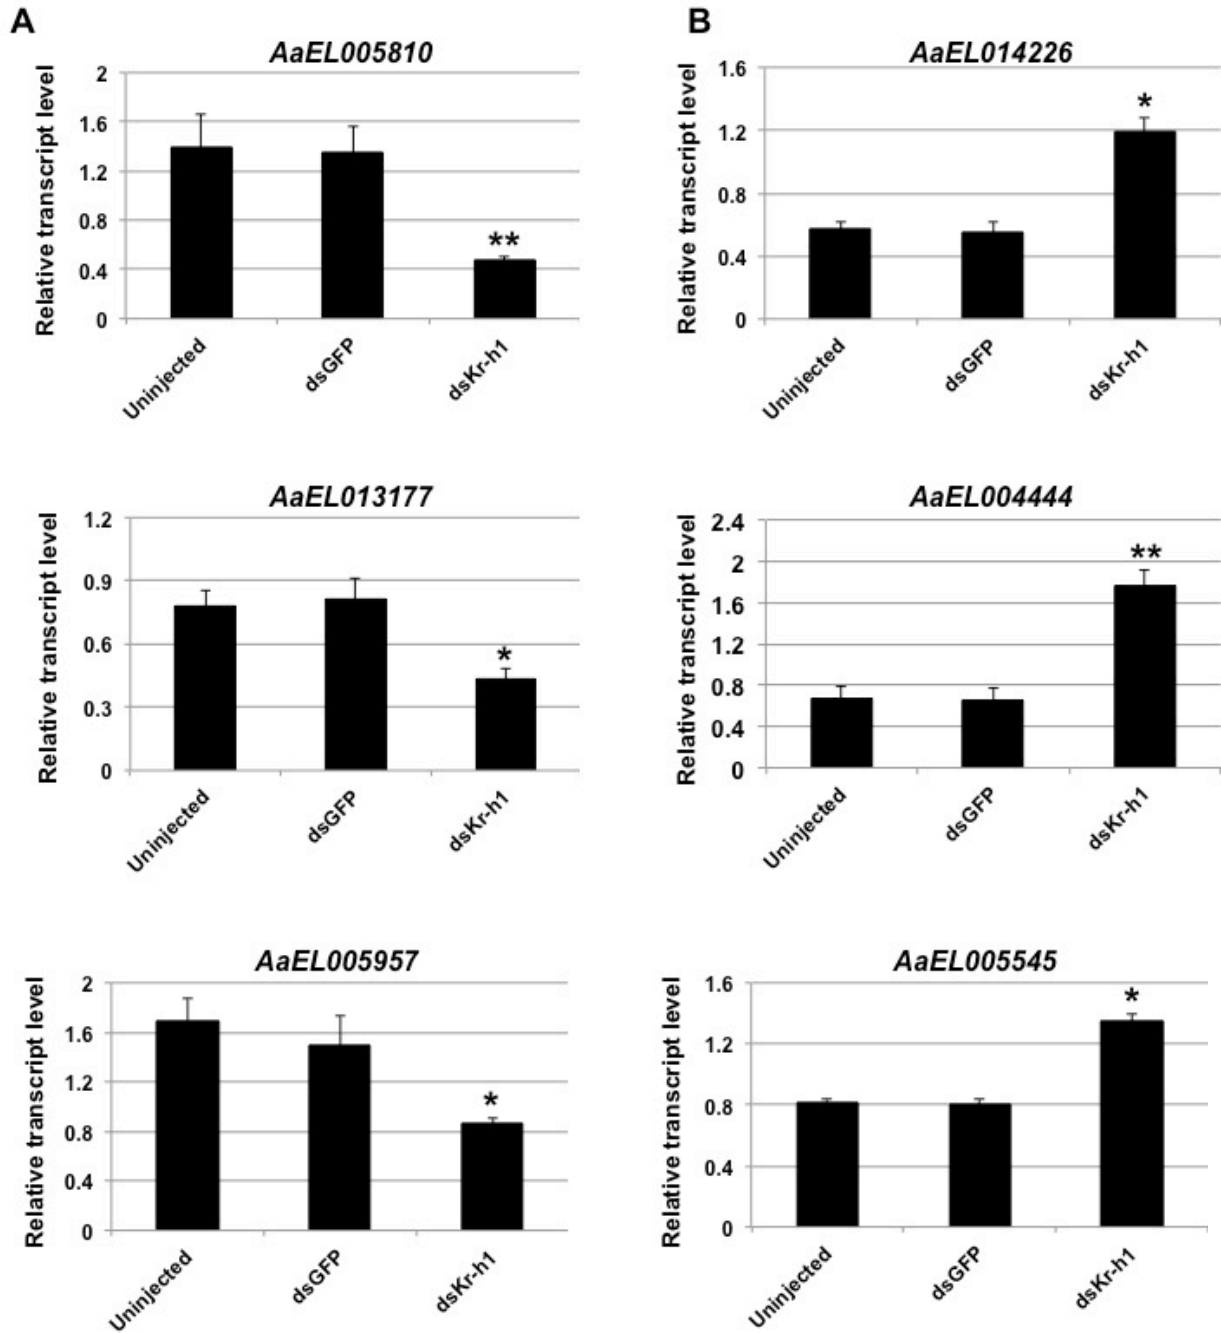 A
AaEL005810
Relative transcript level
2
1.6
1.2
0.8
0.4
0
**
Uninjected
dsGFP
dsKr-h1
AaEL013177
Relative transcript level
1.2
0.9
0.6
0.3
0
*
Uninjected
dsGFP
dsKr-h1
AaEL005957
Relative transcript level
2
1.6
1.2
0.8
0.4
0
*
Uninjected
dsGFP
dsKr-h1
B
AaEL014226
Relative transcript level
1.6
1.2
0.8
0.4
0
*
Uninjected
dsGFP
dsKr-h1
AaEL004444
Relative transcript level
2.4
2
1.6
1.2
0.8
0.4
0
**
Uninjected
dsGFP
dsKr-h1
AaEL005545
Relative transcript level
1.6
1.2
0.8
0.4
0
*
Uninjected
dsGFP
dsKr-h1